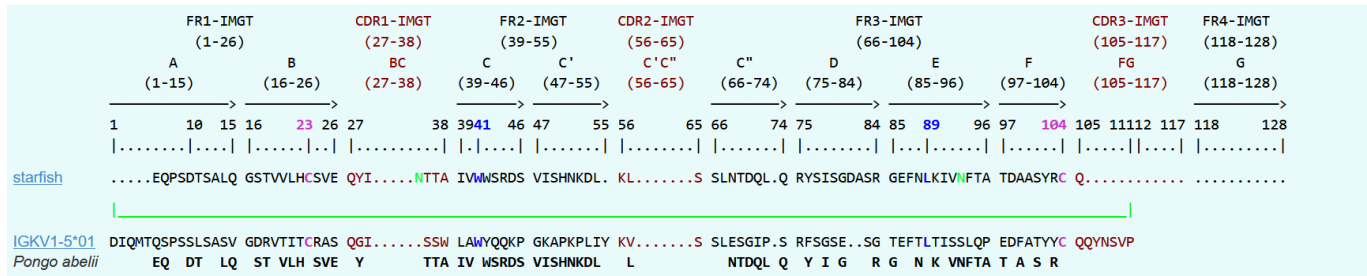 FR1-IMGT CDR1-IMGT FR2-IMGT CDR2-IMGT FR3-IMGT CDR3-IMGT FR4-IMGT
(1-26) (27-38) (39-55) (56-65) (66-104) (105-117) (118-128)
A B BC C C' C'C" C" D E F FG G
(1-15) (16-26) (27-38) (39-46) (47-55) (56-65) (66-74) (75-84) (85-96) (97-104) (105-117) (118-128)
———————————————> ——————————> ———————> ————————> ————————> —————————> ———————————> ———————> ——————————>
1 10 15 16 23 26 27 38 39 41 46 47 55 56 65 66 74 75 84 85 89 96 97 104 105 111 112 117 118 128
|........|....| |......|..| |..........| |.|....| |.......| |........| |.......| |........| |...|......| |......| |.....||....| |.........|
starfish .....EQPSDTSALQ GSTVVLHCSVE QYI.....NTTA IVWWSRDS VISHNKDL. KL......S SLNTDQL.Q RYSISGDASR GEFNLKIVNFTA TDAASYRC Q............ ...........
IGKV1-5*01 DIQMTQSPSSLSASV GDRVTITCRAS QGI......SSW LAWYQQKP GKAPKPLIY KV.......S SLESGIP.S RFSGSE..SG TEFTLTISSLQP EDFATYYC QQYNSVP
Pongo abelii EQ DT LQ ST VLH SVE Y TTA IV WSRDS VISHNKDL L NTDQL Q Y I G R G N K VNFTA T A SR